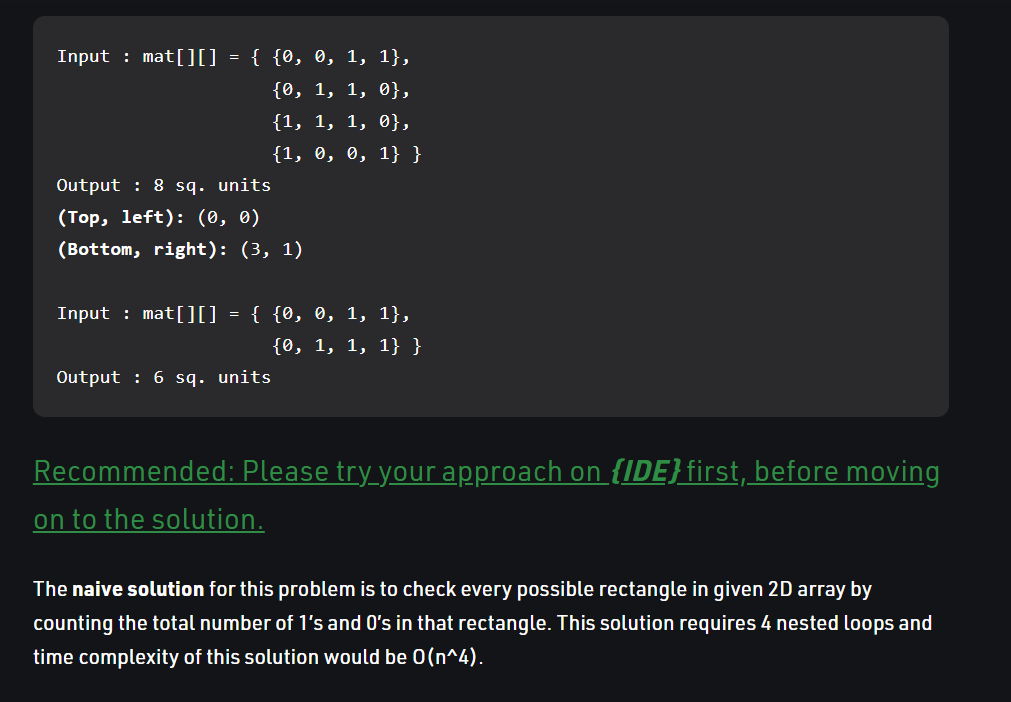 Input : mat[][] = { {0, 0, 1, 1},
{0, 1, 1, 0},
{1, 1, 1, 0},
{1, 0, 0, 1} }
Output : 8 sq. units
(Top, left): (0, 0)
(Bottom, right): (3, 1)
Input : mat[][] = { {0, 0, 1, 1},
{0, 1, 1, 1} }
Output : 6 sq. units
Recommended: Please try your approach on {IDE} first, before moving
on to the solution.
The naive solution for this problem is to check every possible rectangle in given 2D array by
counting the total number of 1’s and 0’s in that rectangle. This solution requires 4 nested loops and
time complexity of this solution would be O(n^4).